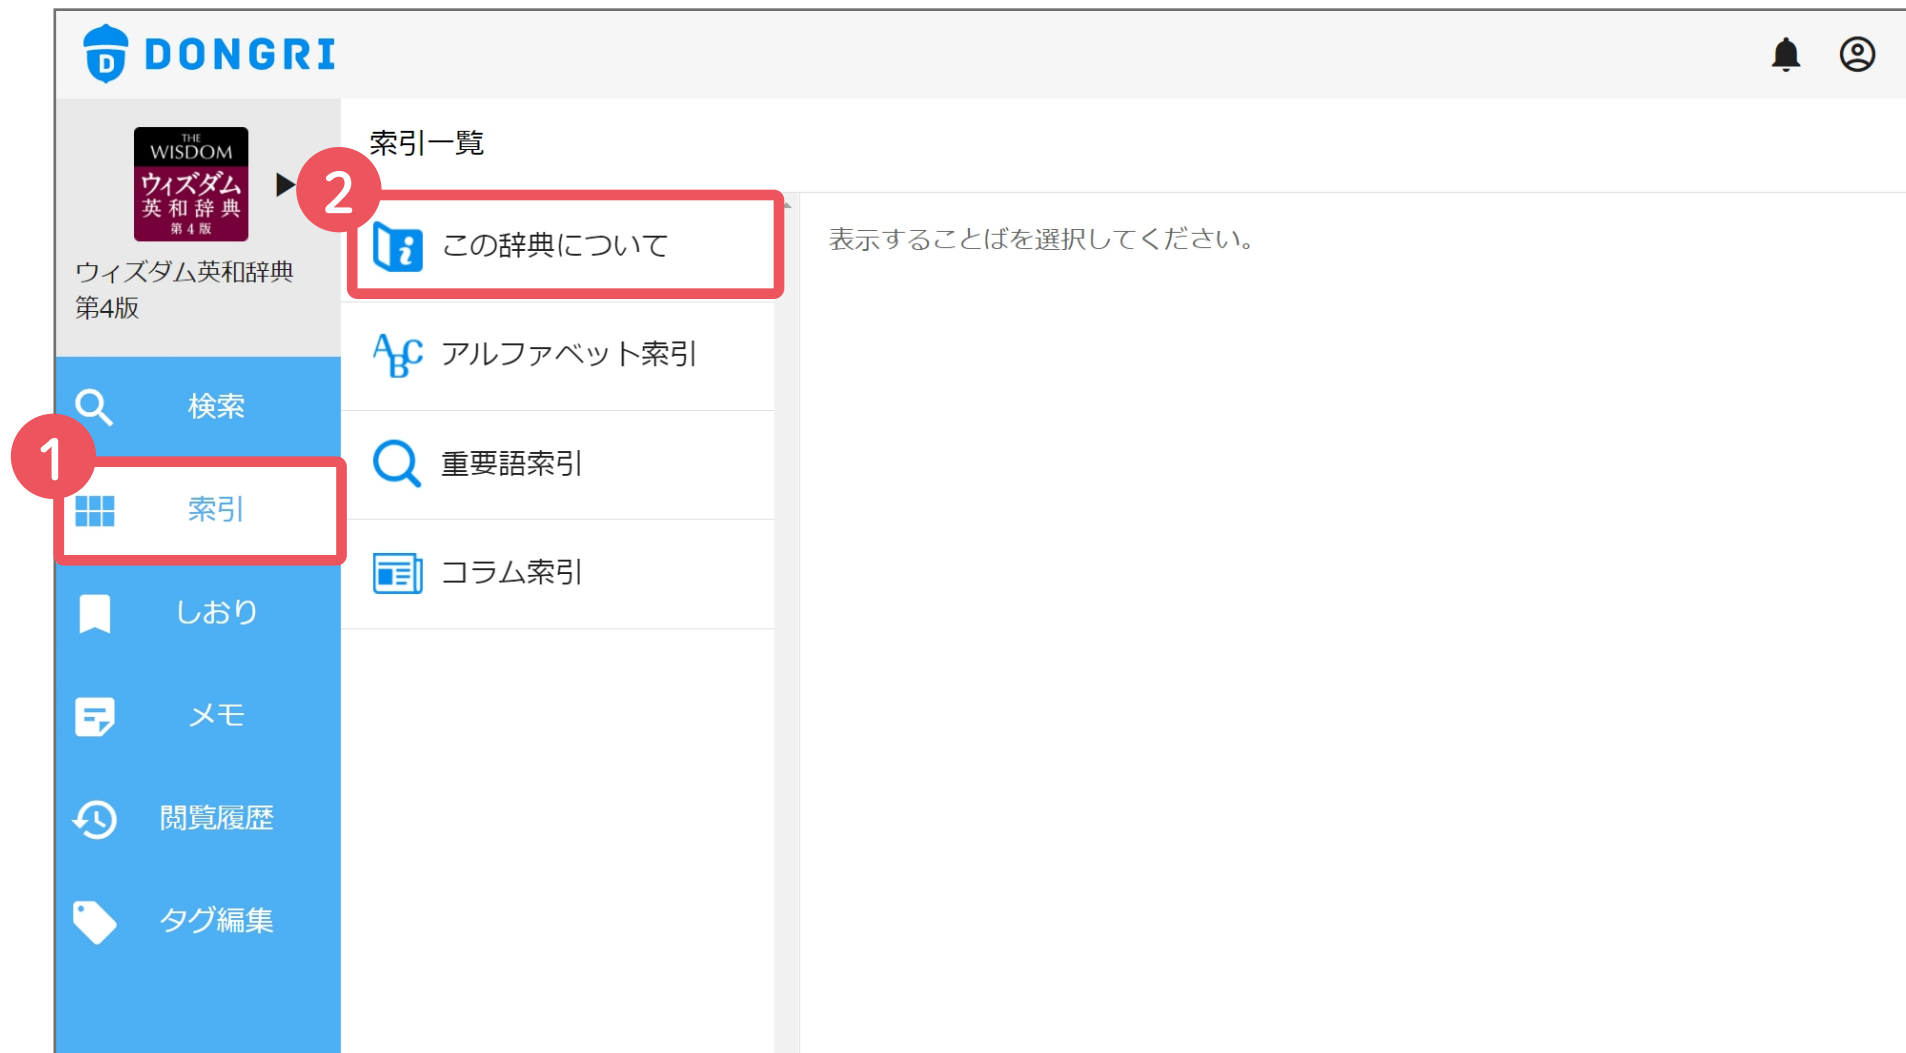 DONGRI
THE
WISDOM
ウィズダム
英和辞典
第4版
ウィズダム英和辞典
第4版
1
検索
索引
しおり
メモ
閲覧履歴
タグ編集
索引一覧
2
この辞典について
アルファベット索引
重要語索引
コラム索引
表示することばを選択してください。